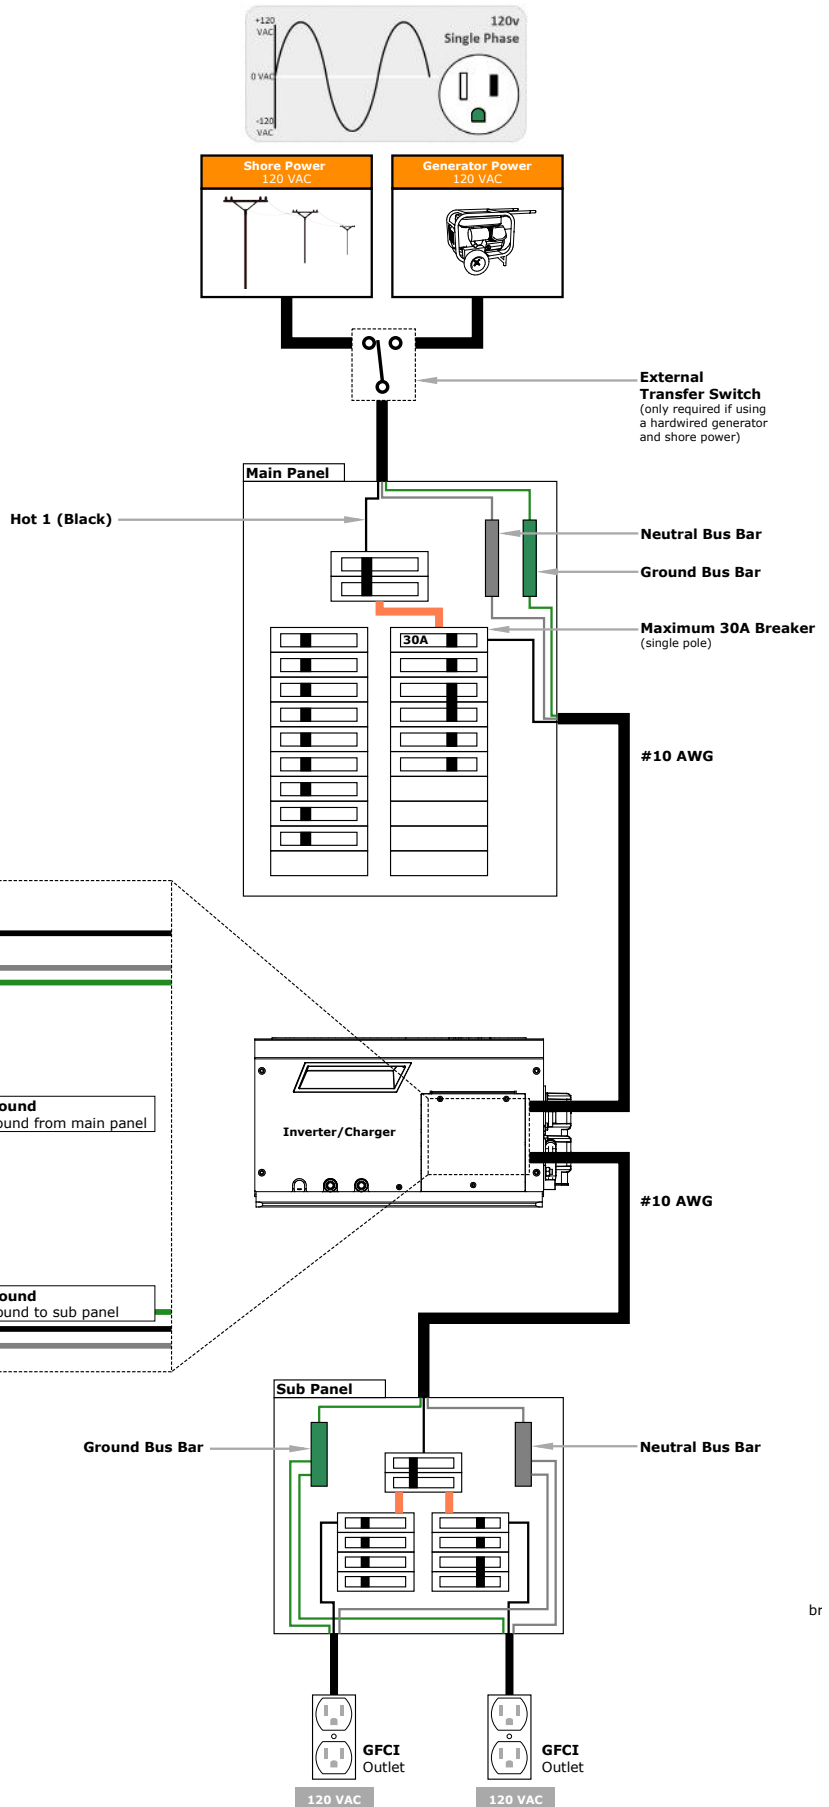 +120
VAC
0 VAC
-120
VAC
120v
Single Phase
Shore Power
120 VAC
Generator Power
120 VAC
External
Transfer Switch
(only required if using
a hardwired generator
and shore power)
Main Panel
Hot 1 (Black)
Neutral Bus Bar
Ground Bus Bar
Maximum 30A Breaker
(single pole)
30A
#10 AWG
ound
ound from main panel
Inverter/Charger
#10 AWG
ound
ound to sub panel
Sub Panel
Ground Bus Bar
Neutral Bus Bar
br
GFCI
Outlet
GFCI
Outlet
120 VAC
120 VAC